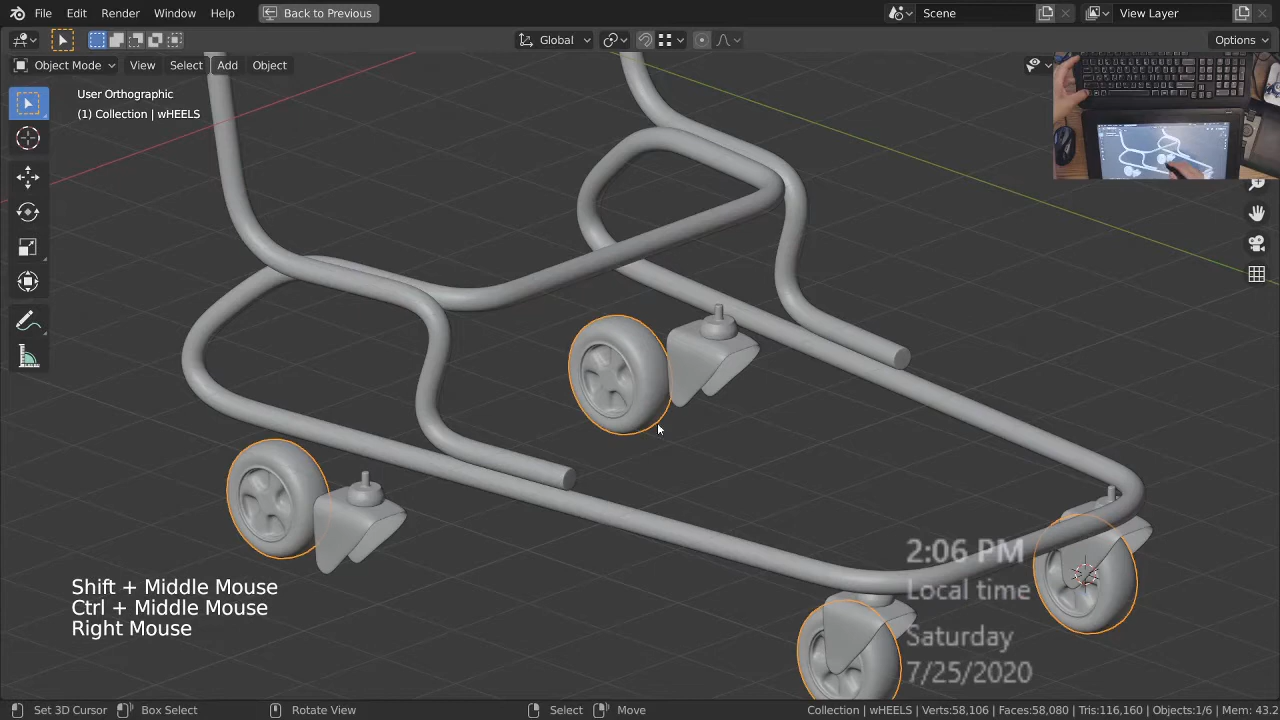 File Edit Render Window Help Back to Previous Scene View Layer
Global Options
Object Mode View Select Add Object
User Orthographic
(1) Collection | wHEELS
2:06 PM
Local time
Saturday
7/25/2020
Shift + Middle Mouse
Ctrl + Middle Mouse
Right Mouse
Set 3D Cursor Box Select Rotate View Select Move Collection | wHEELS | Verts:58,106 | Faces:58,080 | Tris:116,160 | Objects:1/6 | Mem: 43.2